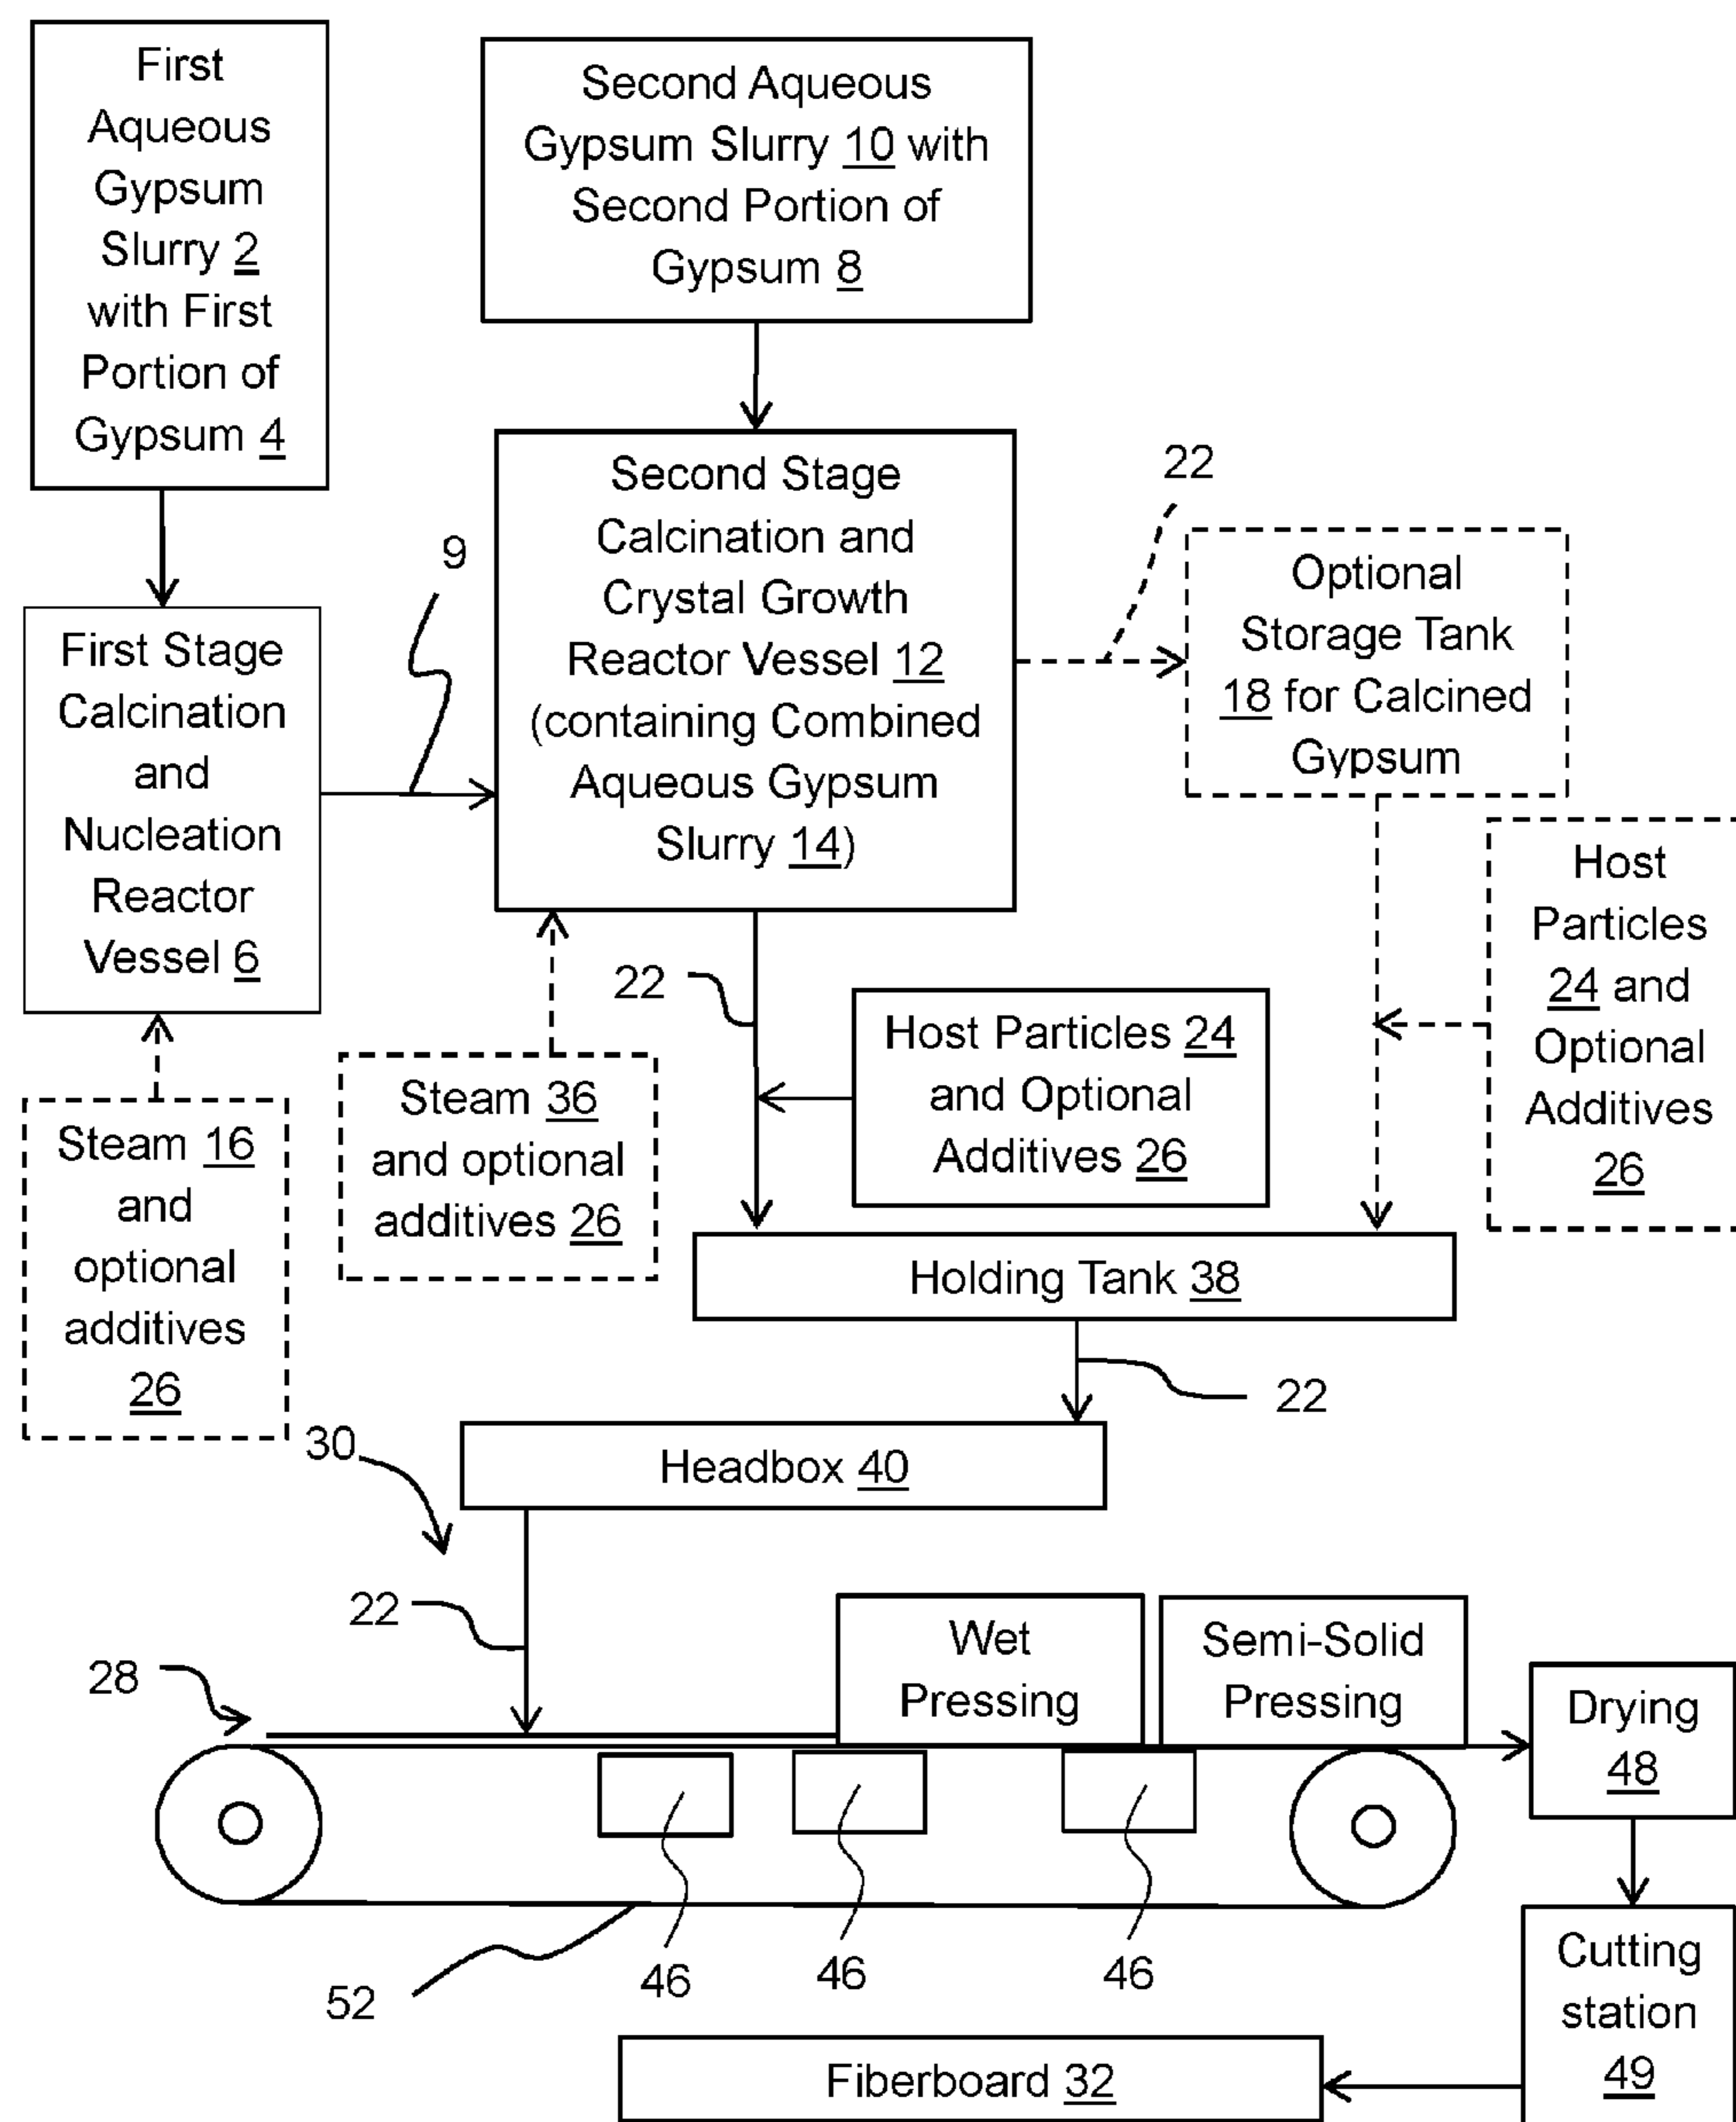 First
Aqueous
Gypsum
Slurry 2
with First
Portion of
Gypsum 4
Second Aqueous
Gypsum Slurry 10 with
Second Portion of
Gypsum 8
9
First Stage
Calcination
and
Nucleation
Reactor
Vessel 6
Second Stage
Calcination and
Crystal Growth
Reactor Vessel 12
(containing Combined
Aqueous Gypsum
Slurry 14)
22
Optional
Storage Tank
18 for Calcined
Gypsum
Host
Particles
24 and
Optional
Additives
26
Steam 16
and
optional
additives
26
Steam 36
and optional
additives 26
22
Host Particles 24
and Optional
Additives 26
Holding Tank 38
22
Headbox 40
30
22
28
Wet
Pressing
Semi-Solid
Pressing
Drying
48
46
46
46
52
Cutting
station
49
Fiberboard 32